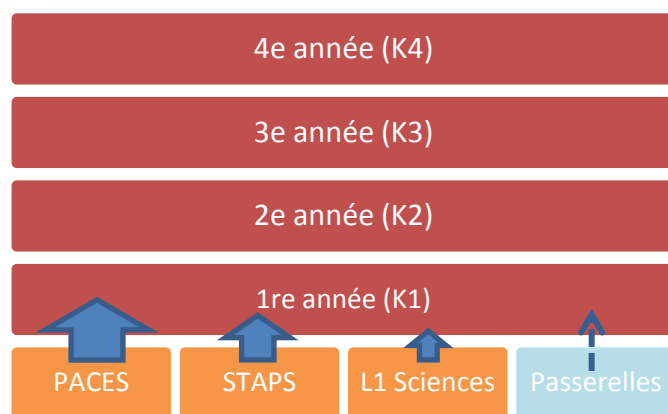 4e année (K4)
3e année (K3)
2e année (K2)
1re année (K1)
PACES
STAPS
L1 Sciences
Passerelles